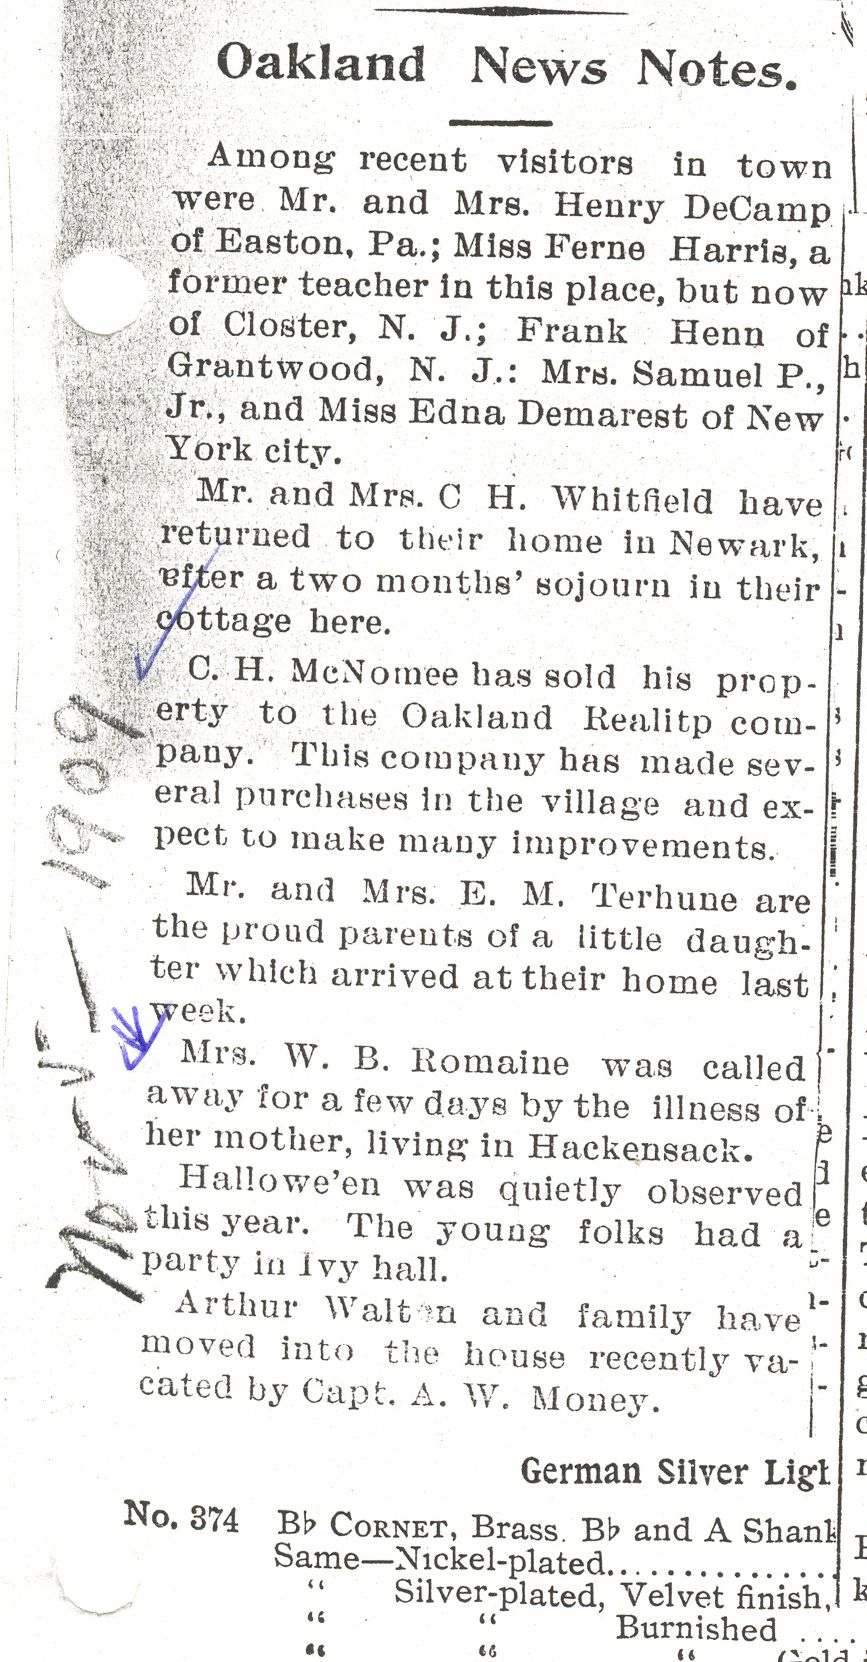 Oakland News Notes.
Among recent visitors in town
were Mr. and Mrs. Henry DeCamp
of Easton, Pa.; Miss Ferne Harris, a
former teacher in this place, but now
of Closter, N. J.; Frank Henn of
Grantwood, N. J.: Mrs. Samuel P.,
Jr., and Miss Edna Demarest of New
York city.
Mr. and Mrs. C H. Whitfield have
returned to their home in Newark,
after a two months' sojourn in their
cottage here.
C. H. McNomee has sold his prop-
erty to the Oakland Realitp com-
pany. This company has made sev-
eral purchases in the village and ex-
pect to make many improvements.
Mr. and Mrs. E. M. Terhune are
the proud parents of a little daugh-
ter which arrived at their home last
week.
Mrs. W. B. Romaine was called
away for a few days by the illness of
her mother, living in Hackensack.
Hallowe'en was quietly observed
this year. The young folks had a
party in Ivy hall.
Arthur Walton and family have
moved into the house recently va-
cated by Capt. A. W. Money.
Nov 5 - 1909
German Silver Ligh
No. 374 B♭ CORNET, Brass. B♭ and A Shank
Same—Nickel-plated...............
" Silver-plated, Velvet finish,
" " Burnished ....
" " " Gold